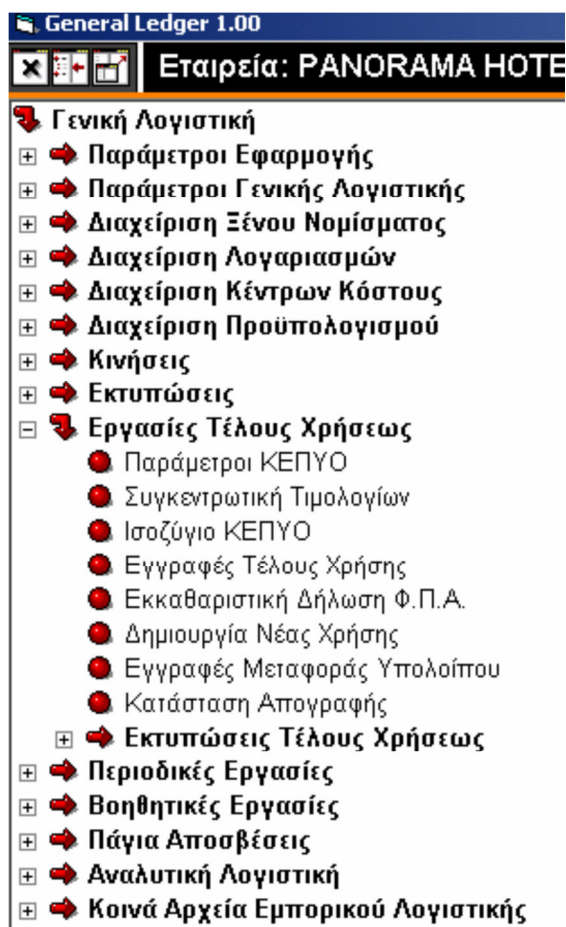 General Ledger 1.00
Εταιρεία: PANORAMA HOTE
Γενική Λογιστική
Παράμετροι Εφαρμογής
Παράμετροι Γενικής Λογιστικής
Διαχείριση Ξένου Νομίσματος
Διαχείριση Λογαριασμών
Διαχείριση Κέντρων Κόστους
Διαχείριση Προϋπολογισμού
Κινήσεις
Εκτυπώσεις
Εργασίες Τέλους Χρήσεως
Παράμετροι ΚΕΠΥΟ
Συγκεντρωτική Τιμολογίων
Ισοζύγιο ΚΕΠΥΟ
Εγγραφές Τέλους Χρήσης
Εκκαθαριστική Δήλωση Φ.Π.Α.
Δημιουργία Νέας Χρήσης
Εγγραφές Μεταφοράς Υπολοίπου
Κατάσταση Απογραφής
Εκτυπώσεις Τέλους Χρήσεως
Περιοδικές Εργασίες
Βοηθητικές Εργασίες
Πάγια Αποσβέσεις
Αναλυτική Λογιστική
Κοινά Αρχεία Εμπορικού Λογιστικής